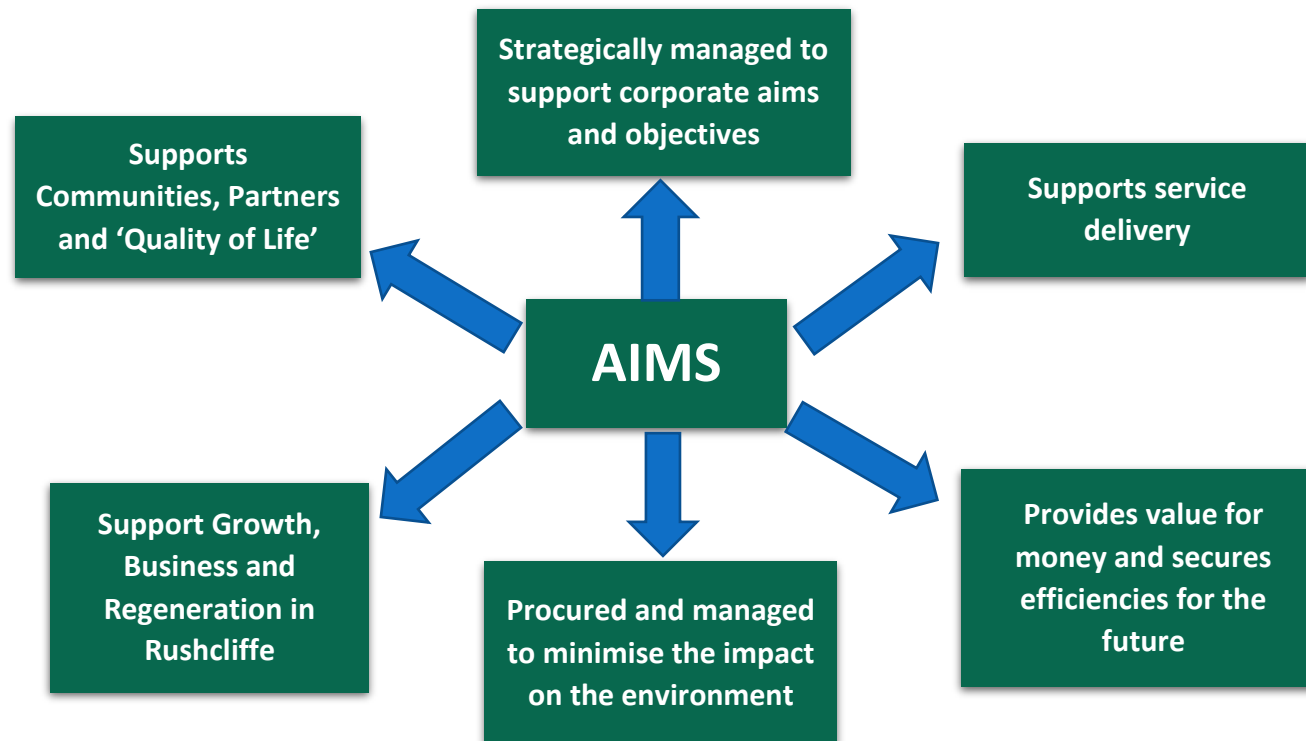 Strategically managed to
support corporate aims
and objectives
Supports
Communities, Partners
and ‘Quality of Life’
Supports service
delivery
AIMS
Support Growth,
Business and
Regeneration in
Rushcliffe
Procured and managed
to minimise the impact
on the environment
Provides value for
money and secures
efficiencies for the
future